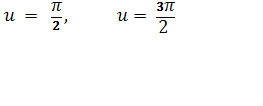 u = π/2,    u = 3π/2